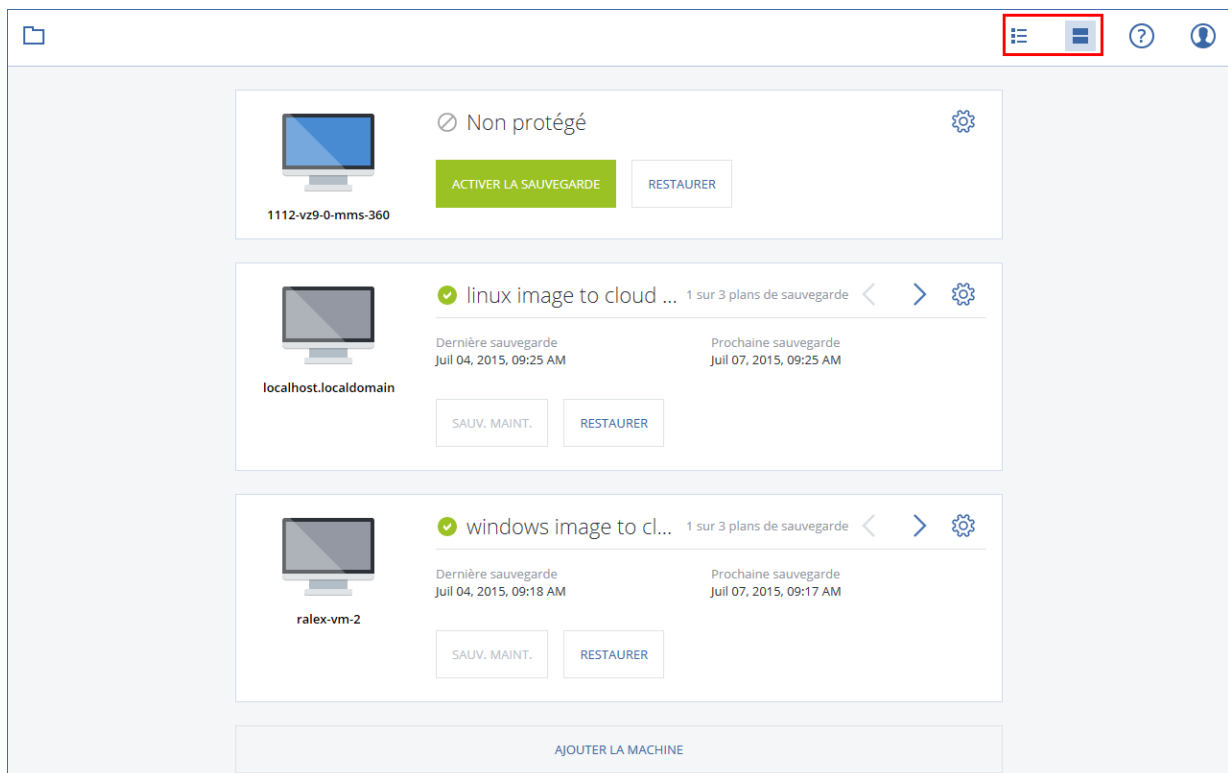 Non protégé
ACTIVER LA SAUVEGARDE
RESTAURER
1112-vz9-0-mms-360
linux image to cloud ... 1 sur 3 plans de sauvegarde
Dernière sauvegarde
Juil 04, 2015, 09:25 AM
Prochaine sauvegarde
Juil 07, 2015, 09:25 AM
localhost.localdomain
SAUV. MAINT.
RESTAURER
windows image to cl... 1 sur 3 plans de sauvegarde
Dernière sauvegarde
Juil 04, 2015, 09:18 AM
Prochaine sauvegarde
Juil 07, 2015, 09:17 AM
ralex-vm-2
SAUV. MAINT.
RESTAURER
AJOUTER LA MACHINE